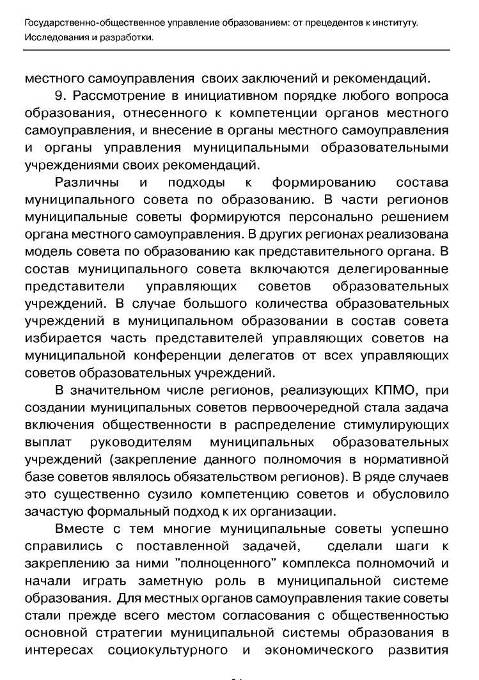 Государственно-общественное управление образованием: от прецедентов к институту.
Исследования и разработки.
местного самоуправления своих заключений и рекомендаций.
9. Рассмотрение в инициативном порядке любого вопроса
образования, отнесенного к компетенции органов местного
самоуправления, и внесение в органы местного самоуправления
и органы управления муниципальными образовательными
учреждениями своих рекомендаций.
Различны и подходы к формированию состава
муниципального совета по образованию. В части регионов
муниципальные советы формируются персонально решением
органа местного самоуправления. В других регионах реализована
модель совета по образованию как представительного органа. В
состав муниципального совета включаются делегированные
представители управляющих советов образовательных
учреждений. В случае большого количества образовательных
учреждений в муниципальном образовании в состав совета
избирается часть представителей управляющих советов на
муниципальной конференции делегатов от всех управляющих
советов образовательных учреждений.
В значительном числе регионов, реализующих КПМО, при
создании муниципальных советов первоочередной стала задача
включения общественности в распределение стимулирующих
выплат руководителям муниципальных образовательных
учреждений (закрепление данного полномочия в нормативной
базе советов являлось обязательством регионов). В ряде случаев
это существенно сузило компетенцию советов и обусловило
зачастую формальный подход к их организации.
Вместе с тем многие муниципальные советы успешно
справились с поставленной задачей, сделали шаги к
закреплению за ними "полноценного" комплекса полномочий и
начали играть заметную роль в муниципальной системе
образования. Для местных органов самоуправления такие советы
стали прежде всего местом согласования с общественностью
основной стратегии муниципальной системы образования в
интересах социокультурного и экономического развития